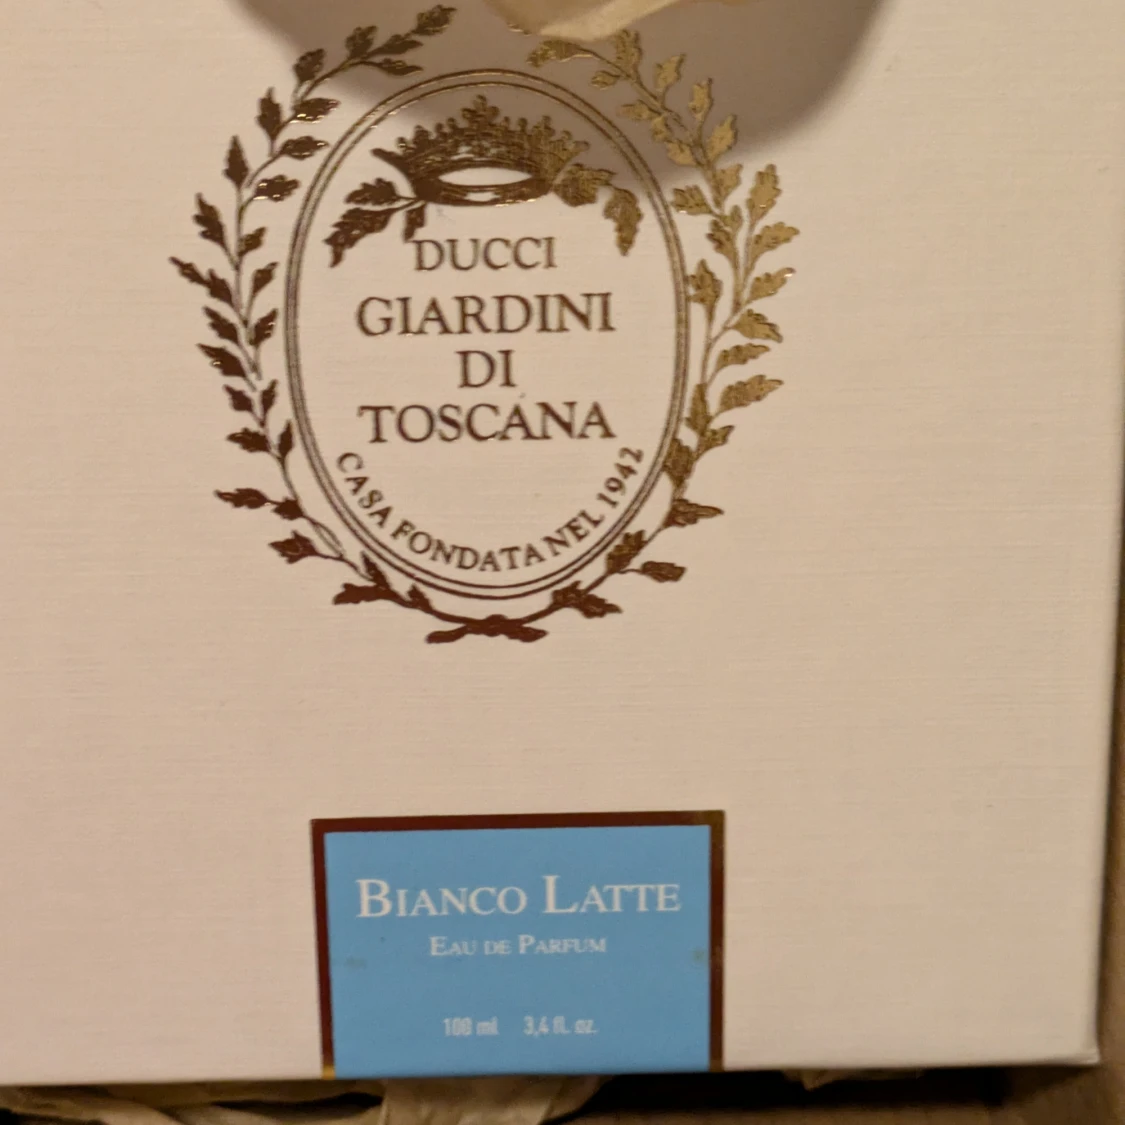 DUCCI
GIARDINI
DI
TOSCANA
CASA FONDATA NEL 1942
BIANCO LATTE
EAU DE PARFUM
100 ml 3,4 fl. oz.